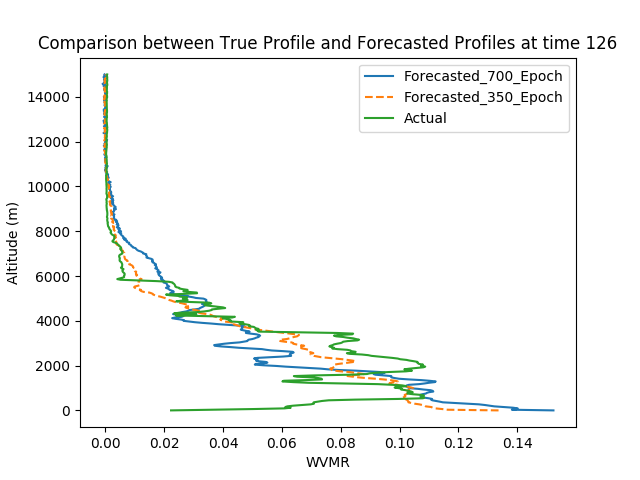 Comparison between True Profile and Forecasted Profiles at time 126
Forecasted_700_Epoch
Forecasted_350_Epoch
Actual
Altitude (m)
14000
12000
10000
8000
6000
4000
2000
0
0.00 0.02 0.04 0.06 0.08 0.10 0.12 0.14
WVMR